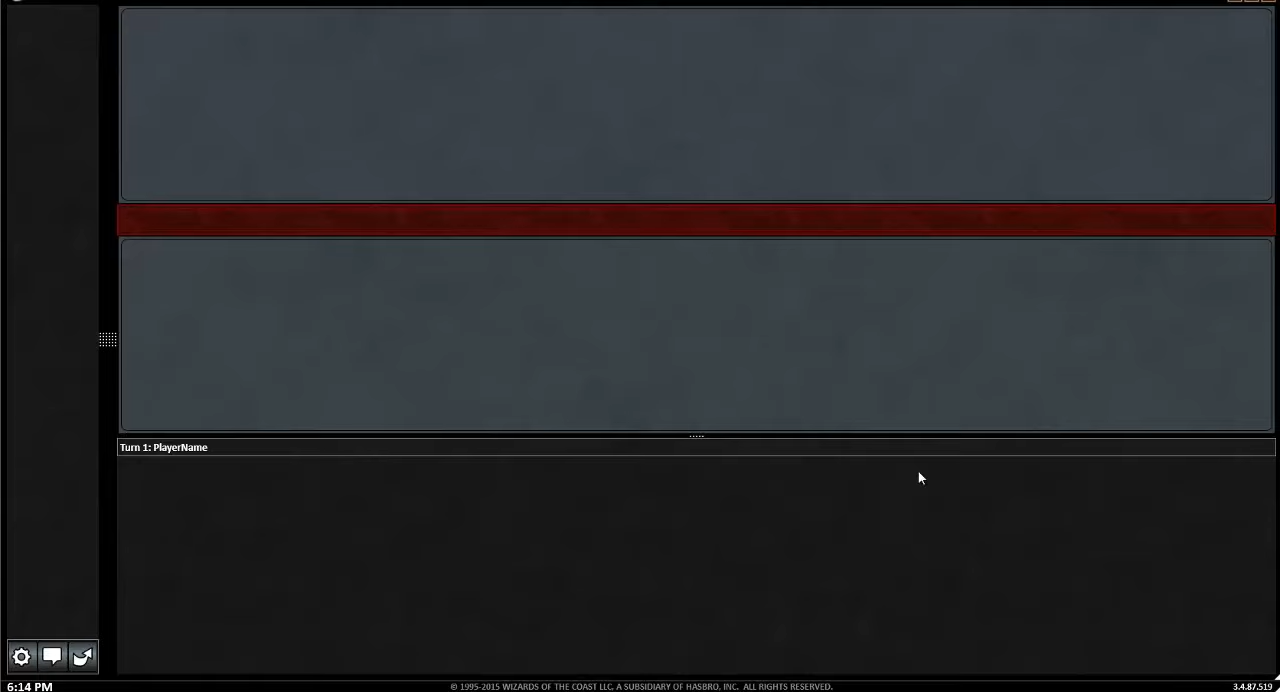 Turn 1: PlayerName
6:14 PM
© 1995-2015 WIZARDS OF THE COAST LLC, A SUBSIDIARY OF HASBRO, INC. ALL RIGHTS RESERVED.
3.4.87.519